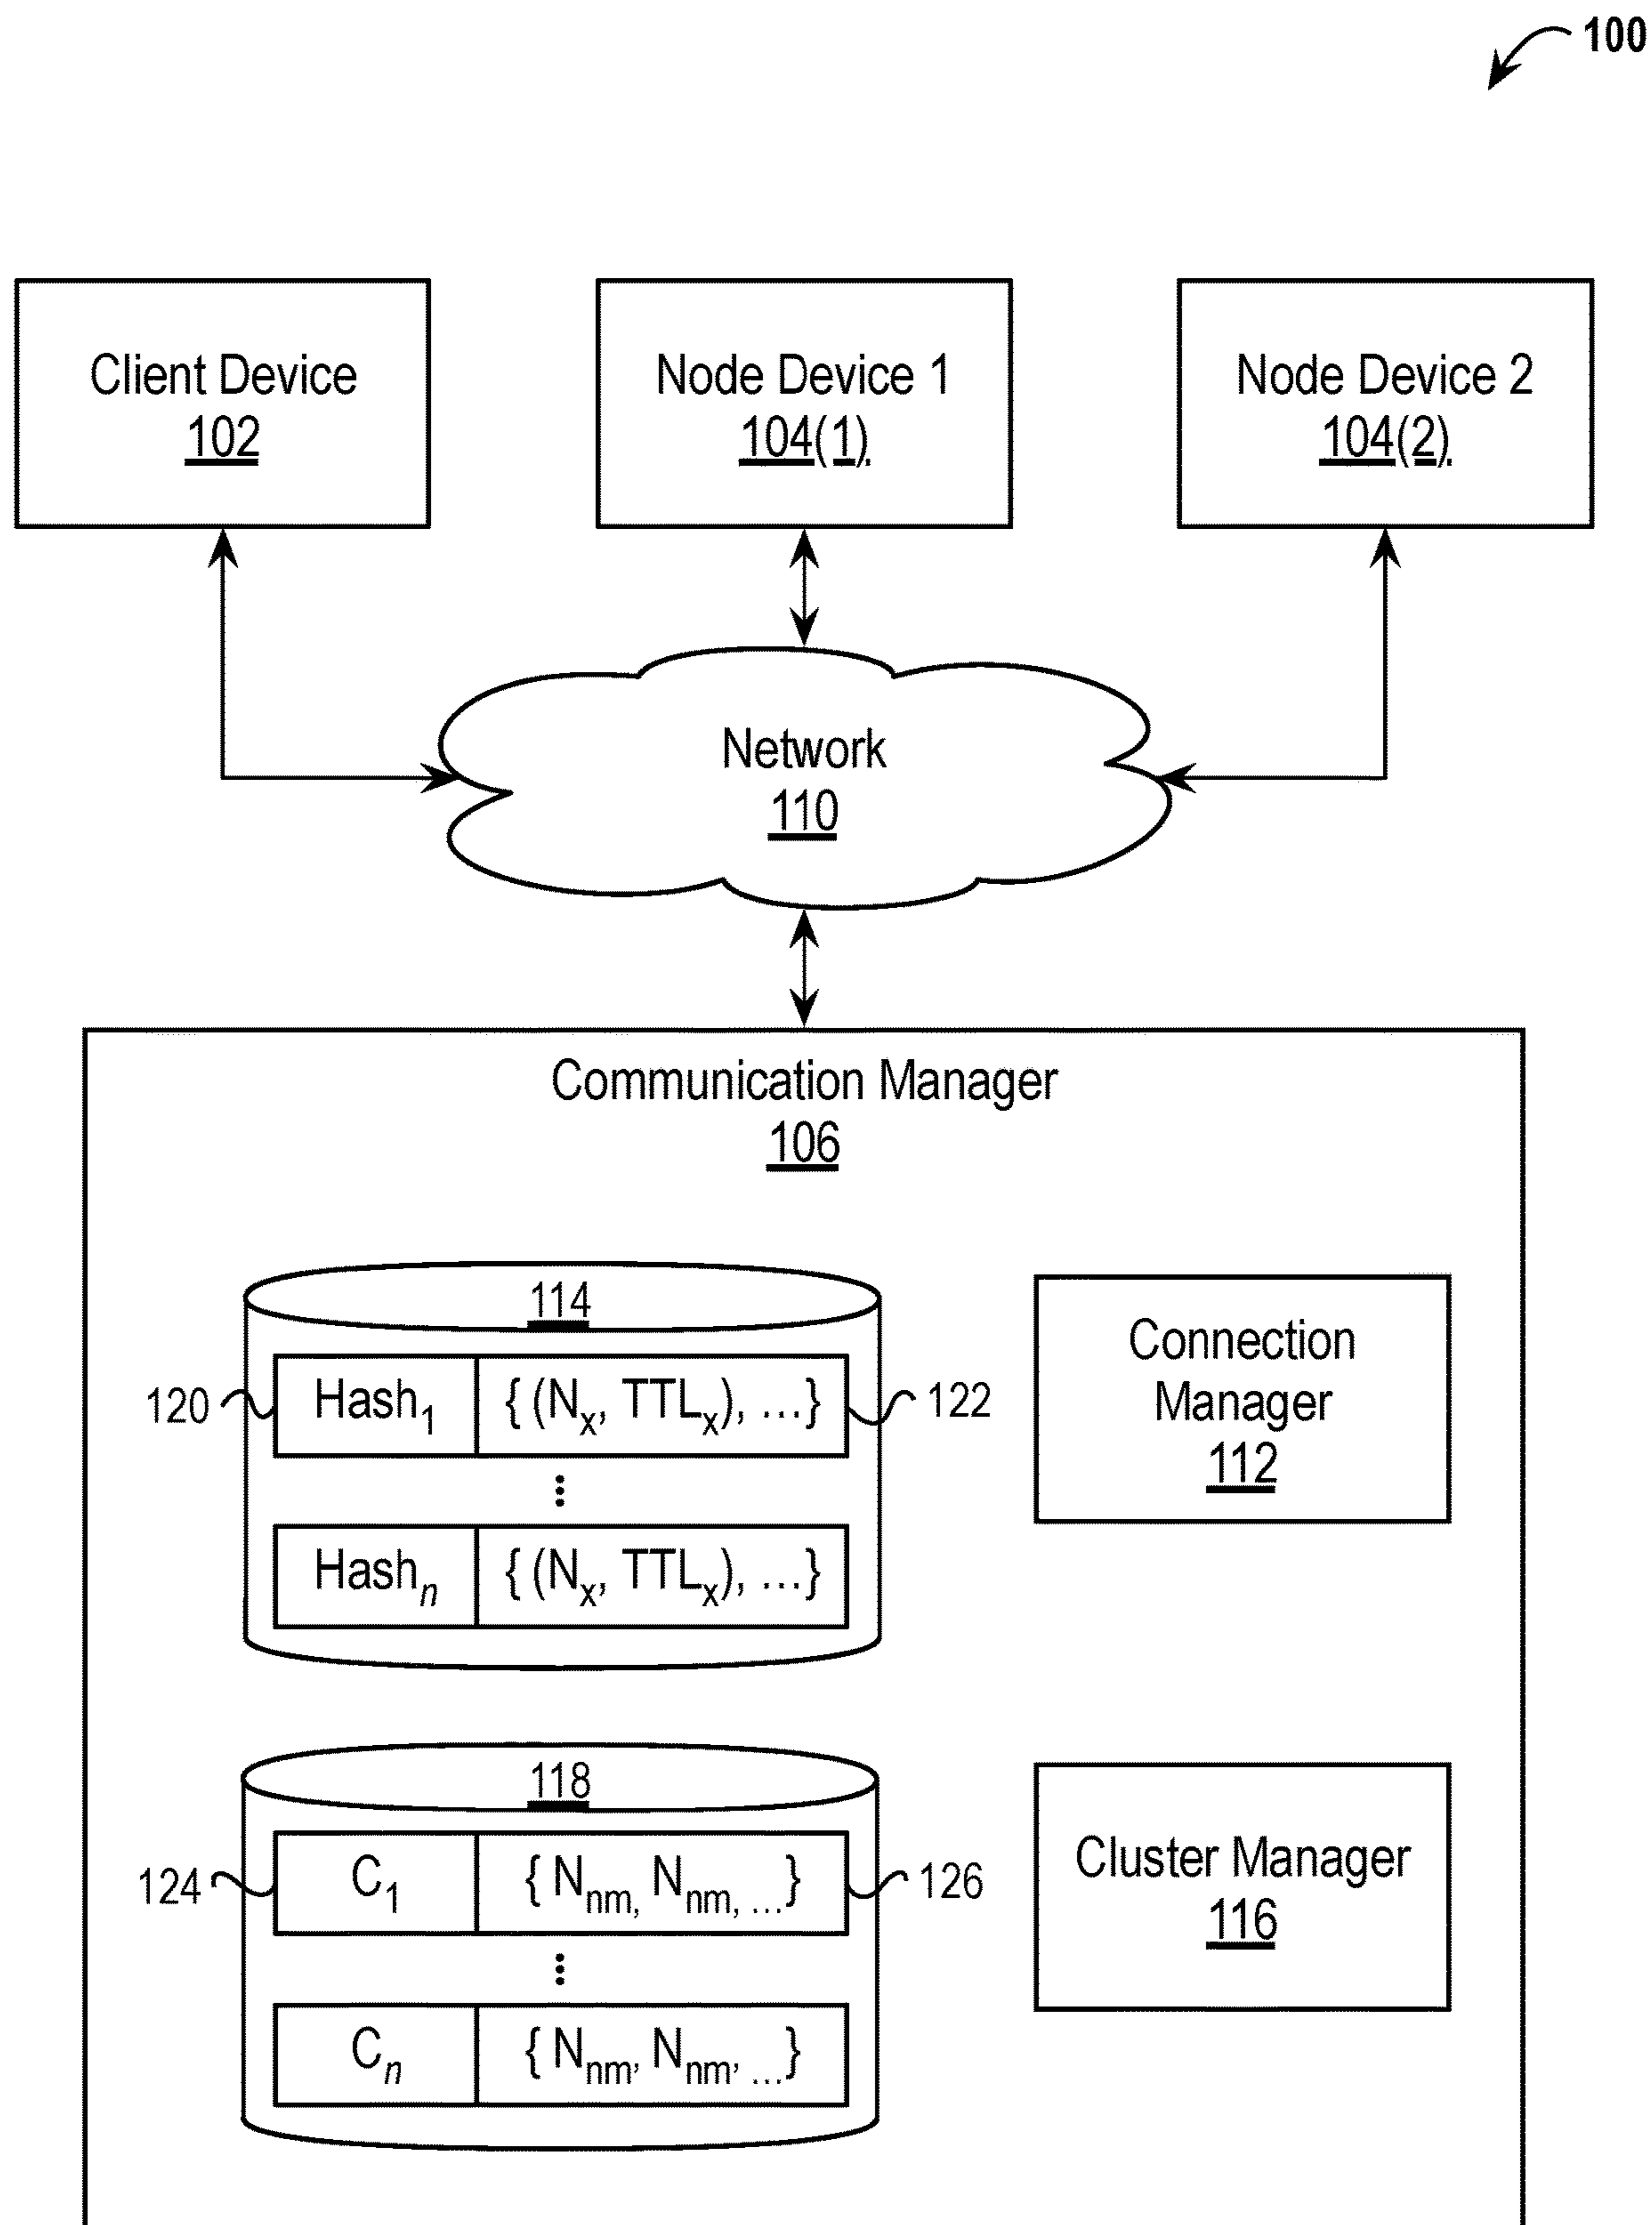 100
Client Device
102
Node Device 1
104(1)
Node Device 2
104(2)
Network
110
Communication Manager
106
114
120
Hash1
{ (Nx, TTLx), ...}
122
⋮
Hashn
{ (Nx, TTLx), ...}
Connection
Manager
112
118
124
C1
{ Nnm, Nnm, ...}
126
⋮
Cn
{ Nnm, Nnm, ...}
Cluster Manager
116